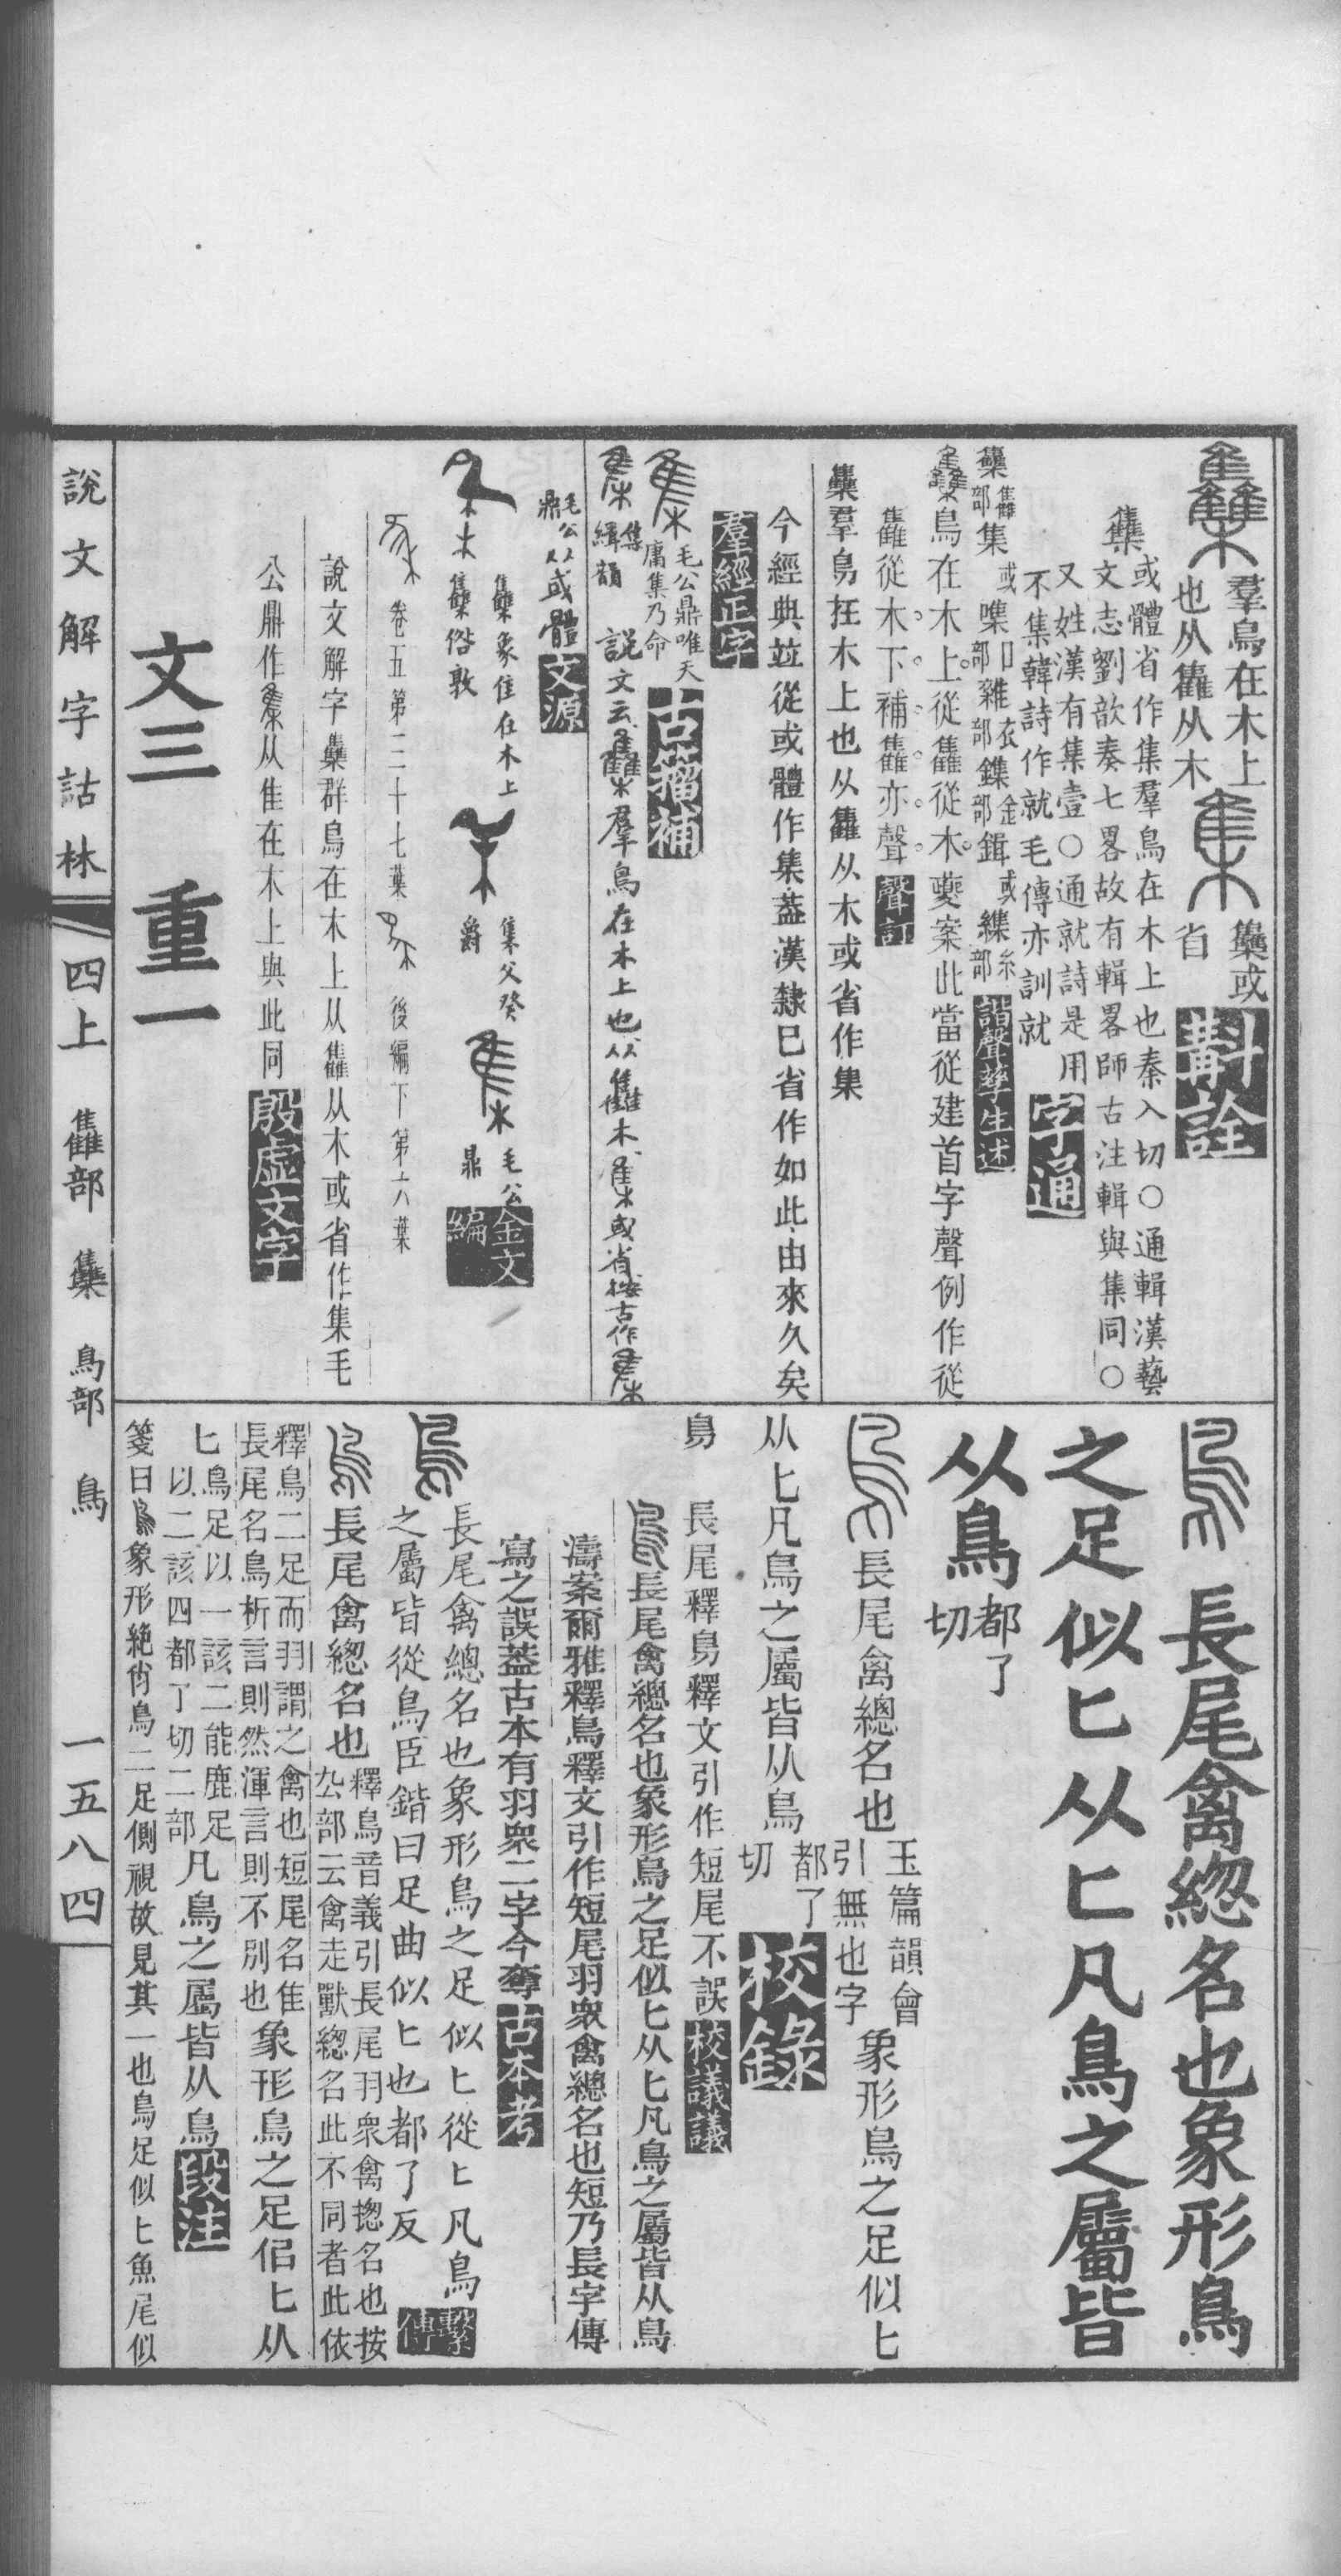 羣鳥在木上
也从雥从木
雧或
省
斠詮
雧
或體省作集羣鳥在木上也秦入切○通輯漢藝
文志劉歆奏七畧故有輯畧師古注輯與集同○
又姓漢有集壹○通就詩是用
不集韓詩作就毛傳亦訓就
字通
雧雥部集或㗱口部雜衣部鏶金部鍓或䌖糸部
諧聲孳生述
雧鳥在木上從雥從木夔案此當從建首字聲例作從
雥從木下補雥亦聲
聲訂
雧羣鳥在木上也从雥从木或省作集
今經典竝從或體作集葢漢隸已省作如此由來久矣
羣經正字
毛公鼎唯天
庸集乃命
古籀補
集
緝韻
說文云雧羣鳥在木上也从雥木集或省按古作
毛公
鼎从或體
文源
雧象隹在木上
雧㑅敦
集父癸
爵
毛公
鼎
金文
編
卷五第二十七葉
後編下第六葉
說文解字雧群鳥在木上从雥从木或省作集毛
公鼎作从隹在木上與此同
殷虛文字
文三 重一
說文解字詁林
四上 雥部 雧 鳥部 鳥
一五八四
長尾禽總名也象形鳥
之足似匕从匕凡鳥之屬皆
从鳥
都了
切
長尾禽總名也
玉篇韻會
引無也字
象形鳥之足似匕
从匕凡鳥之屬皆从鳥
都了
切
校錄
鳥
長尾釋鳥釋文引作短尾不誤
校議議
長尾禽總名也象形鳥之足似匕从匕凡鳥之屬皆从鳥
濤案爾雅釋鳥釋文引作短尾羽衆禽總名也短乃長字傳
寫之誤葢古本有羽衆二字今奪
古本考
長尾禽總名也象形鳥之足似匕從匕凡鳥
之屬皆從鳥臣鍇曰足曲似匕也都了反
繫
傳
長尾禽總名也
釋鳥音義引長尾羽衆禽摠名也按
厹部云禽走獸總名此不同者此依
釋鳥二足而羽謂之禽也短尾名隹
長尾名鳥析言則然渾言則不別也
象形鳥之足佀匕从
匕
鳥足以一該二能鹿足
以二該四都了切二部
凡鳥之屬皆从鳥
段注
箋曰象形絶肖鳥二足側視故見其一也鳥足似匕魚尾似